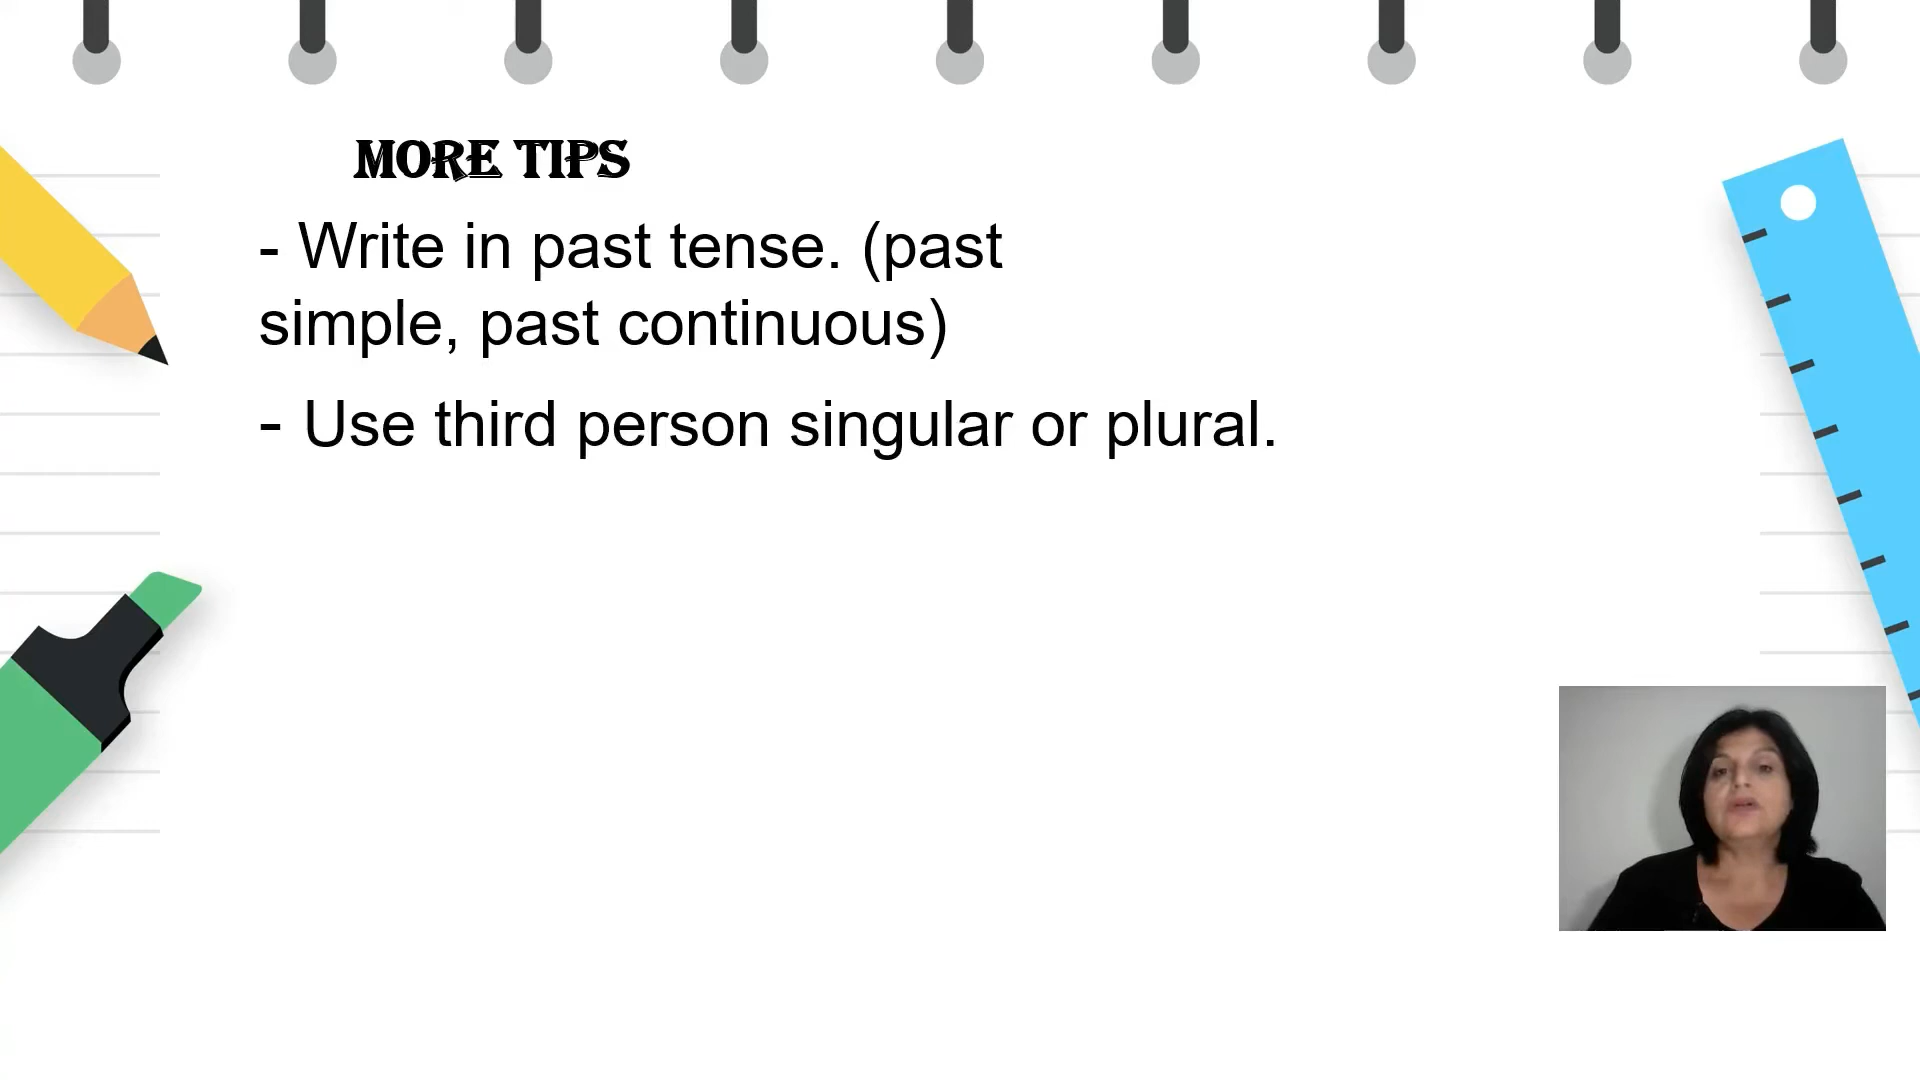 MORE TIPS
- Write in past tense. (past
simple, past continuous)
- Use third person singular or plural.